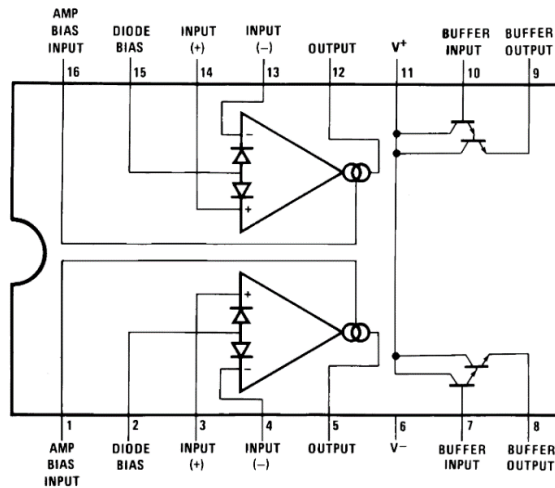 AMP
BIAS
INPUT
DIODE
BIAS
INPUT
(+)
INPUT
(−)
OUTPUT
V+
BUFFER
INPUT
BUFFER
OUTPUT
16 15 14 13 12 11 10 9
−
+
+
−
1 2 3 4 5 6 7 8
AMP
BIAS
INPUT
DIODE
BIAS
INPUT
(+)
INPUT
(−)
OUTPUT
V−
BUFFER
INPUT
BUFFER
OUTPUT